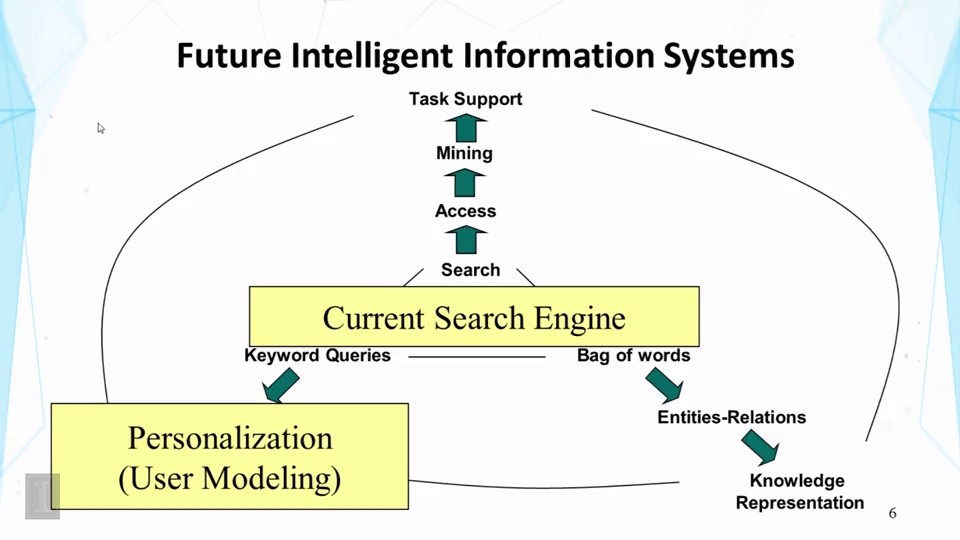 Future Intelligent Information Systems
Task Support
Mining
Access
Search
Current Search Engine
Keyword Queries
Bag of words
Entities-Relations
Personalization
(User Modeling)
Knowledge
Representation
6
I